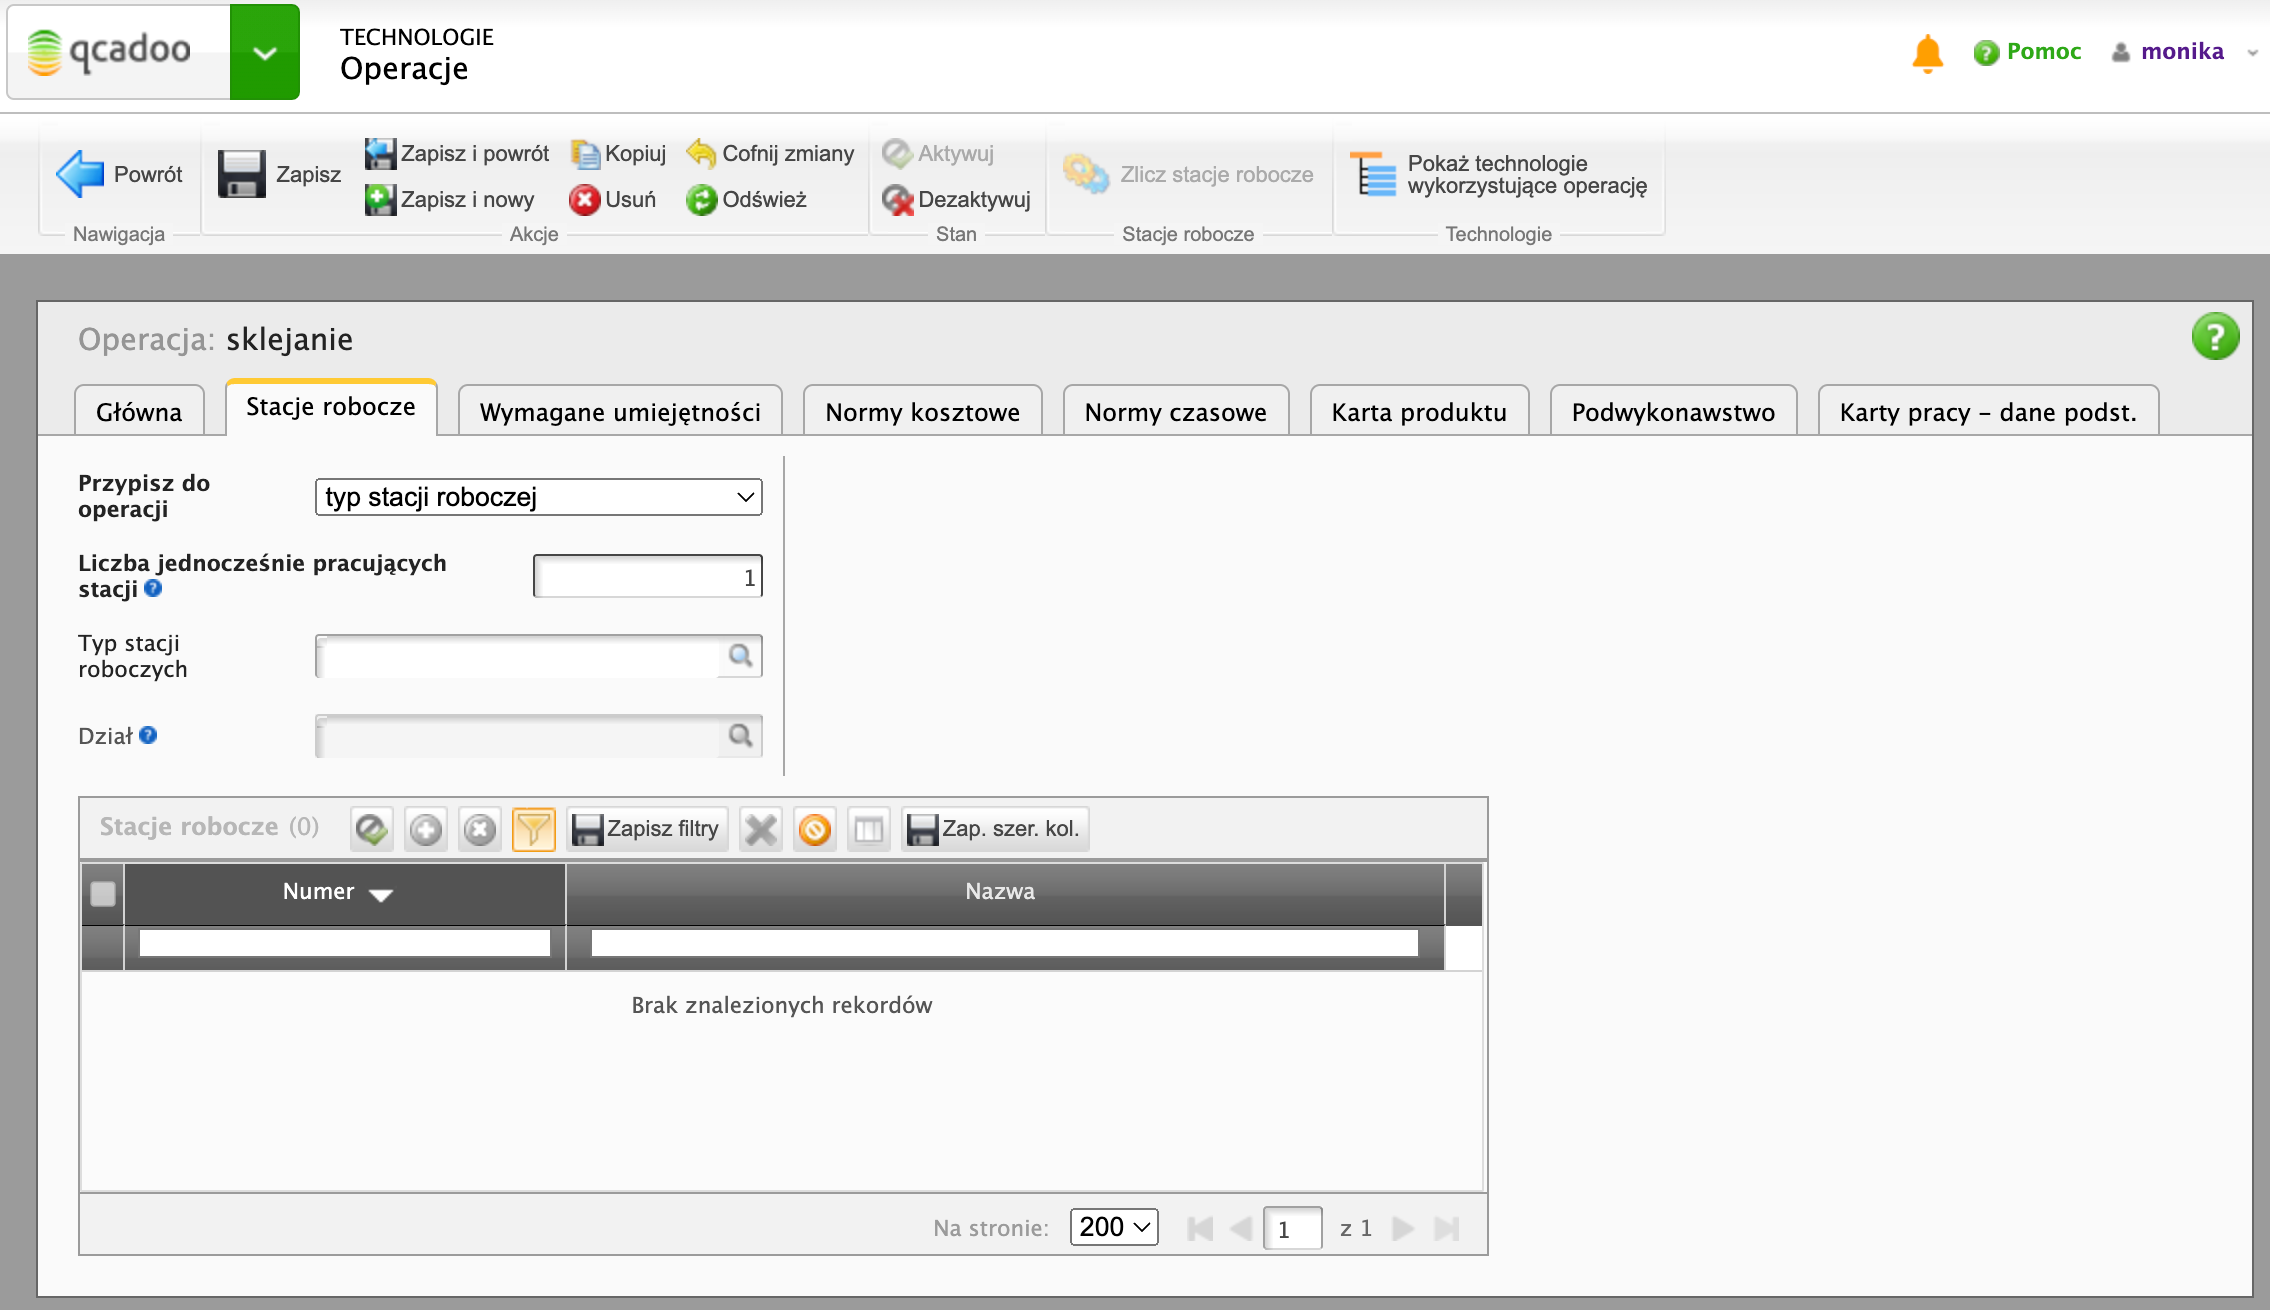 qcadoo
TECHNOLOGIE
Operacje
Pomoc
monika
Powrót
Nawigacja
Zapisz
Zapisz i powrót
Kopiuj
Cofnij zmiany
Zapisz i nowy
Usuń
Odśwież
Akcje
Aktywuj
Dezaktywuj
Stan
Zlicz stacje robocze
Stacje robocze
Pokaż technologie
wykorzystujące operację
Technologie
Operacja: sklejanie
Główna
Stacje robocze
Wymagane umiejętności
Normy kosztowe
Normy czasowe
Karta produktu
Podwykonawstwo
Karty pracy – dane podst.
Przypisz do
operacji
typ stacji roboczej
Liczba jednocześnie pracujących
stacji
1
Typ stacji
roboczych
Dział
Stacje robocze (0)
Zapisz filtry
Zap. szer. kol.
Numer
Nazwa
Brak znalezionych rekordów
Na stronie: 200 1 z 1